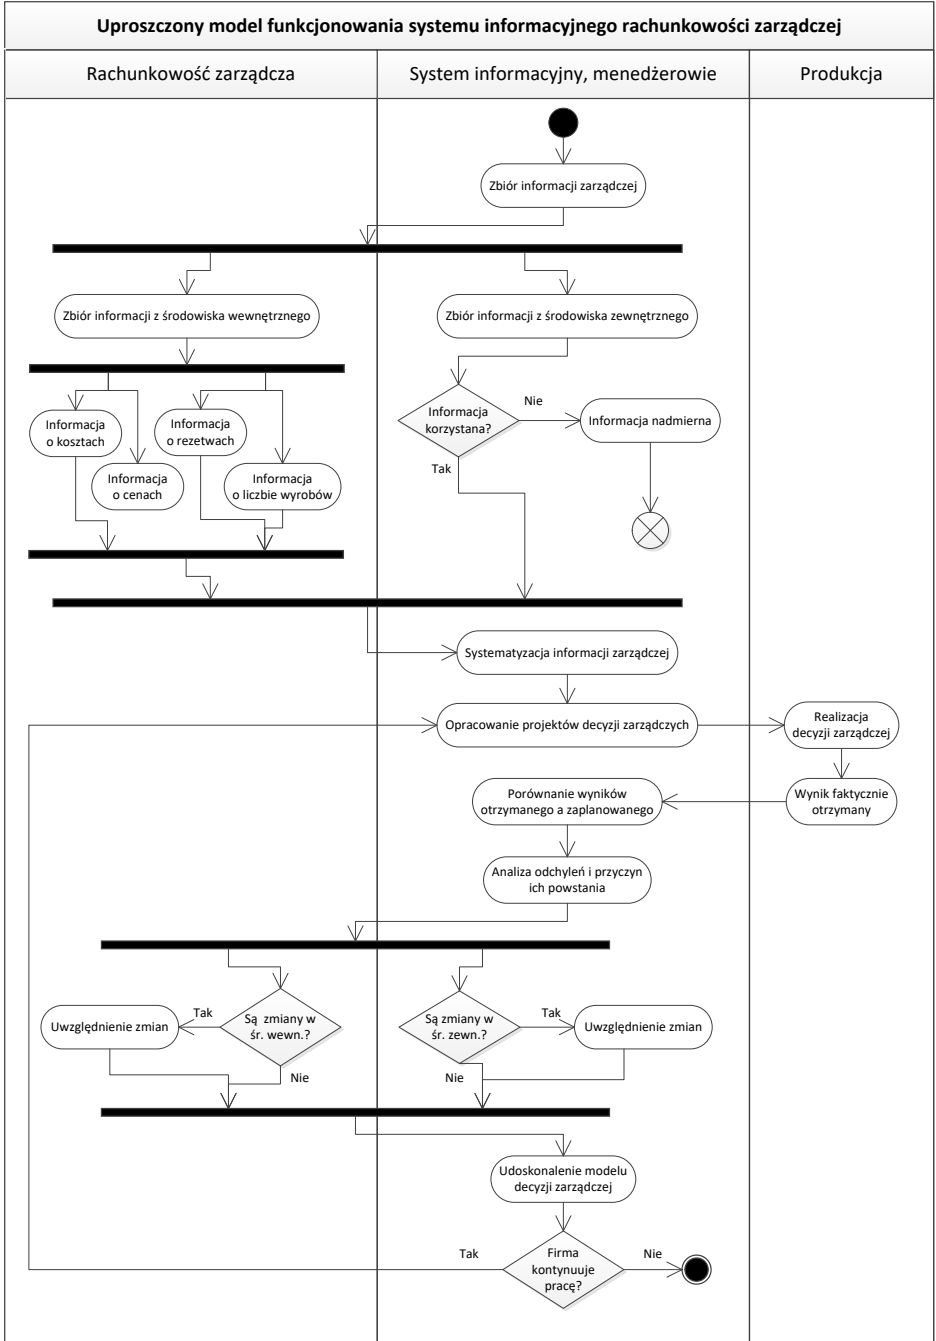 Uproszczony model funkcjonowania systemu informacyjnego rachunkowości zarządczej
Rachunkowość zarządcza
System informacyjny, menedżerowie
Produkcja
Zbiór informacji zarządczej
Zbiór informacji z środowiska wewnętrznego
Zbiór informacji z środowiska zewnętrznego
Informacja
o kosztach
Informacja
o cenach
Informacja
o rezetwach
Informacja
o liczbie wyrobów
Informacja
korzystana?
Nie
Informacja nadmierna
Tak
Systematyzacja informacji zarządczej
Opracowanie projektów decyzji zarządczych
Realizacja
decyzji zarządczej
Wynik faktycznie
otrzymany
Porównanie wyników
otrzymanego a zaplanowanego
Analiza odchyleń i przyczyn
ich powstania
Uwzględnienie zmian
Tak
Są zmiany w
śr. wewn.?
Nie
Są zmiany w
śr. zewn.?
Tak
Uwzględnienie zmian
Nie
Udoskonalenie modelu
decyzji zarządczej
Tak
Firma
kontynuuje
pracę?
Nie